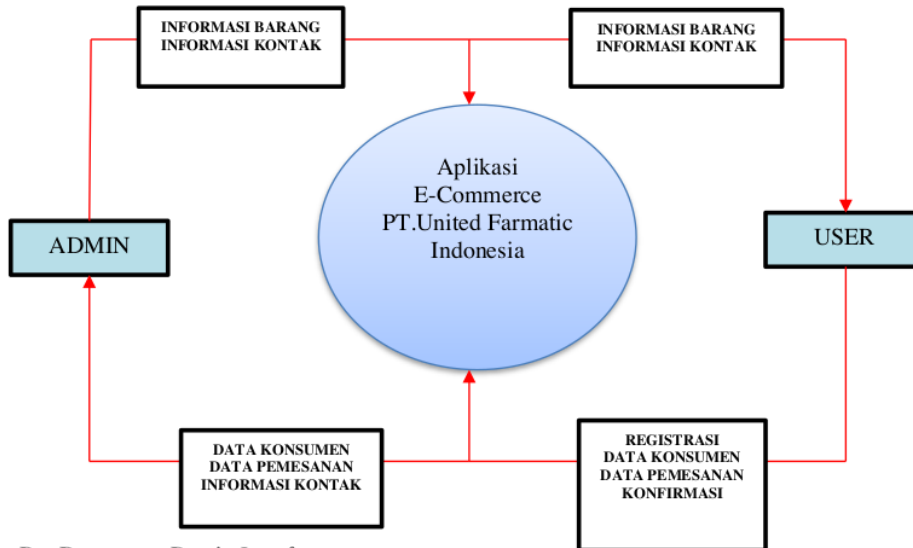 INFORMASI BARANG
INFORMASI KONTAK
INFORMASI BARANG
INFORMASI KONTAK
Aplikasi
E-Commerce
PT.United Farmatic
Indonesia
ADMIN
USER
DATA KONSUMEN
DATA PEMESANAN
INFORMASI KONTAK
REGISTRASI
DATA KONSUMEN
DATA PEMESANAN
KONFIRMASI